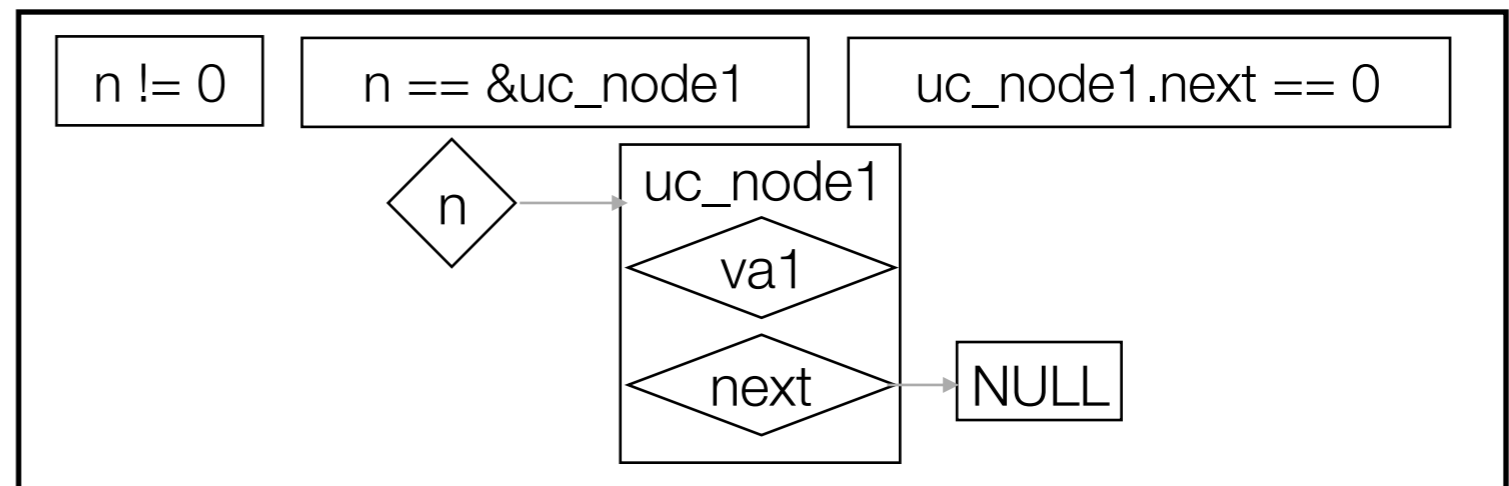 n != 0
n == &uc_node1
uc_node1.next == 0
n
uc_node1
va1
next
NULL